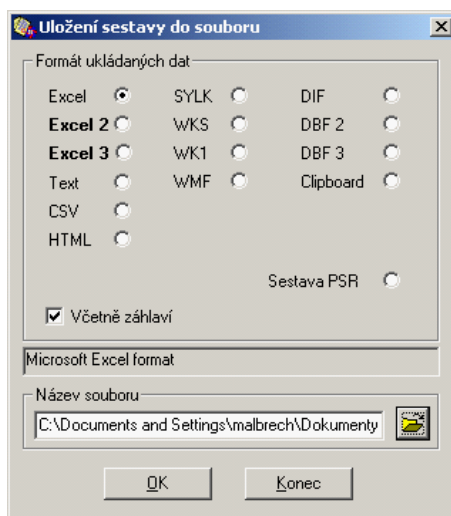 Uložení sestavy do souboru
Formát ukládaných dat
Excel SYLK DIF
Excel 2 WKS DBF 2
Excel 3 WK1 DBF 3
Text WMF Clipboard
CSV
HTML
Sestava PSR
Včetně záhlaví
Microsoft Excel format
Název souboru
C:\Documents and Settings\malbrech\Dokumenty
OK Konec